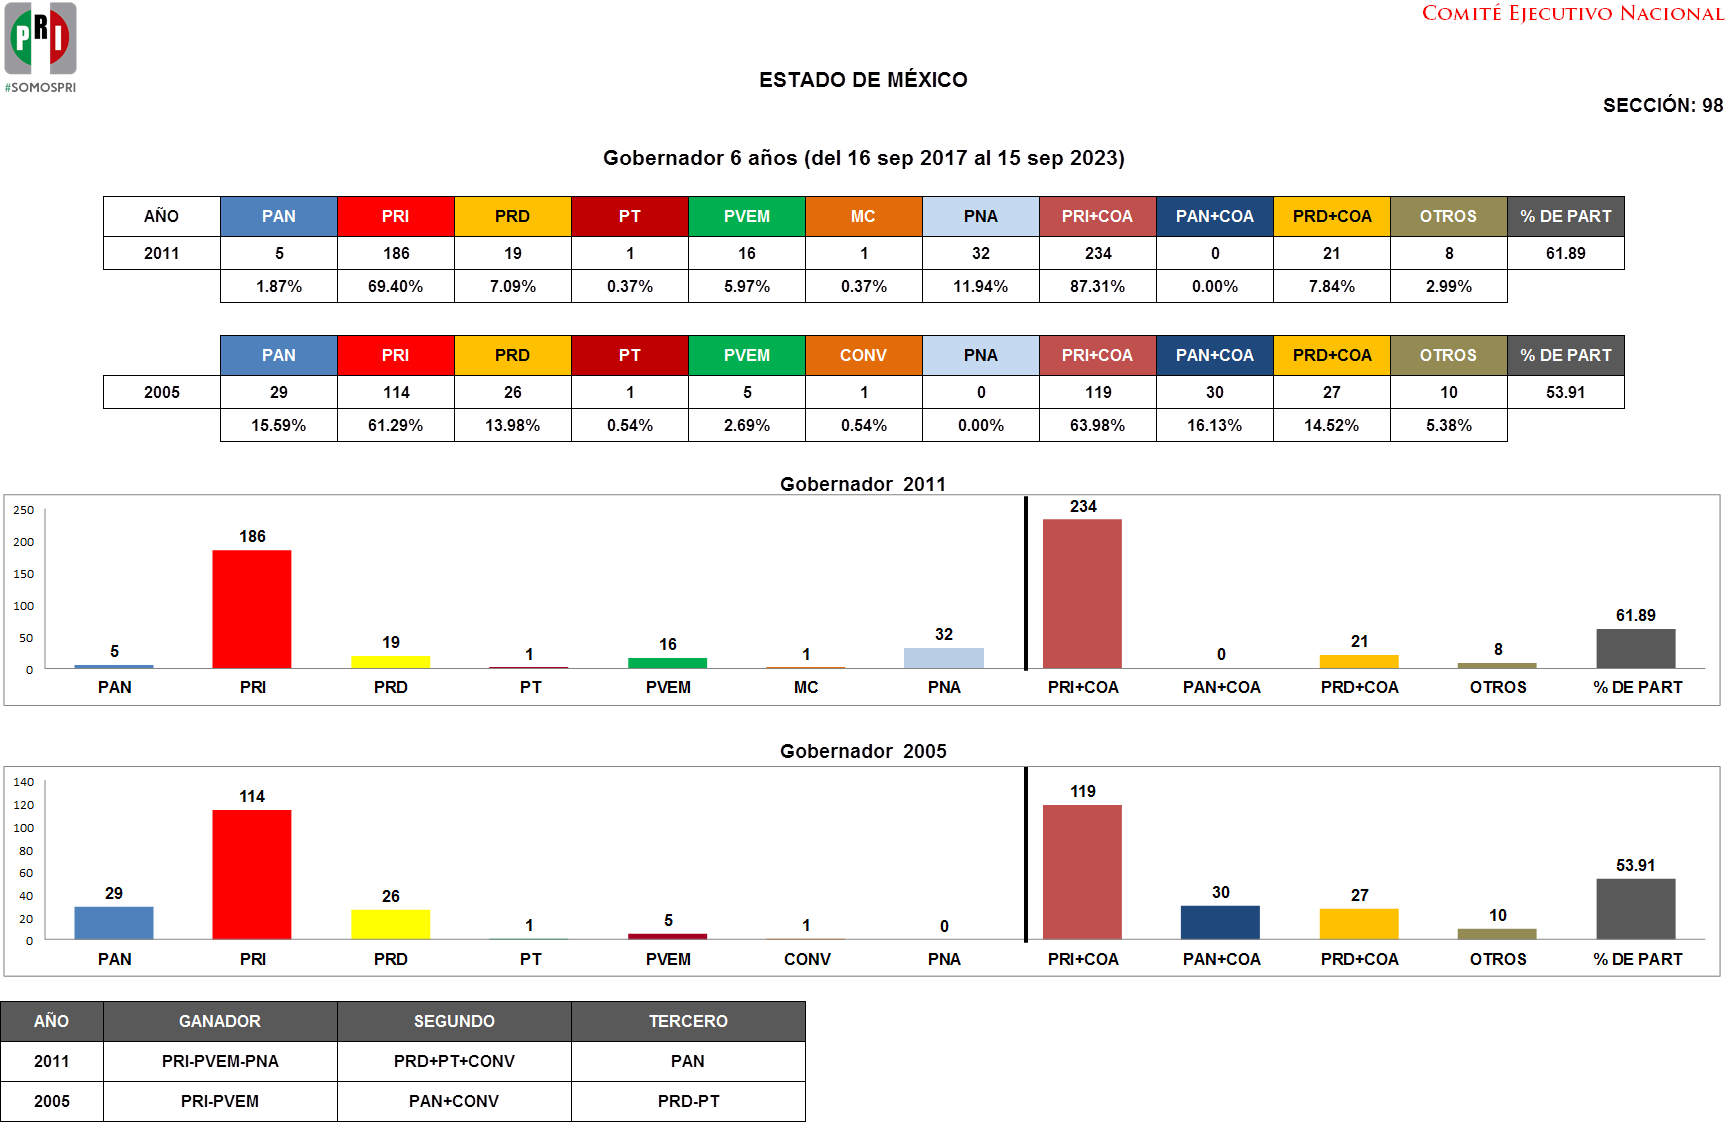 PRI
#SOMOSPRI
COMITÉ EJECUTIVO NACIONAL
ESTADO DE MÉXICO
SECCIÓN: 98
Gobernador 6 años (del 16 sep 2017 al 15 sep 2023)
AÑO PAN PRI PRD PT PVEM MC PNA PRI+COA PAN+COA PRD+COA OTROS % DE PART
2011 5 186 19 1 16 1 32 234 0 21 8 61.89
1.87% 69.40% 7.09% 0.37% 5.97% 0.37% 11.94% 87.31% 0.00% 7.84% 2.99%
PAN PRI PRD PT PVEM CONV PNA PRI+COA PAN+COA PRD+COA OTROS % DE PART
2005 29 114 26 1 5 1 0 119 30 27 10 53.91
15.59% 61.29% 13.98% 0.54% 2.69% 0.54% 0.00% 63.98% 16.13% 14.52% 5.38%
Gobernador 2011
250
200
150
100
50
0
5 186 19 1 16 1 32 234 0 21 8 61.89
PAN PRI PRD PT PVEM MC PNA PRI+COA PAN+COA PRD+COA OTROS % DE PART
Gobernador 2005
140
120
100
80
60
40
20
0
29 114 26 1 5 1 0 119 30 27 10 53.91
PAN PRI PRD PT PVEM CONV PNA PRI+COA PAN+COA PRD+COA OTROS % DE PART
AÑO GANADOR SEGUNDO TERCERO
2011 PRI-PVEM-PNA PRD+PT+CONV PAN
2005 PRI-PVEM PAN+CONV PRD-PT